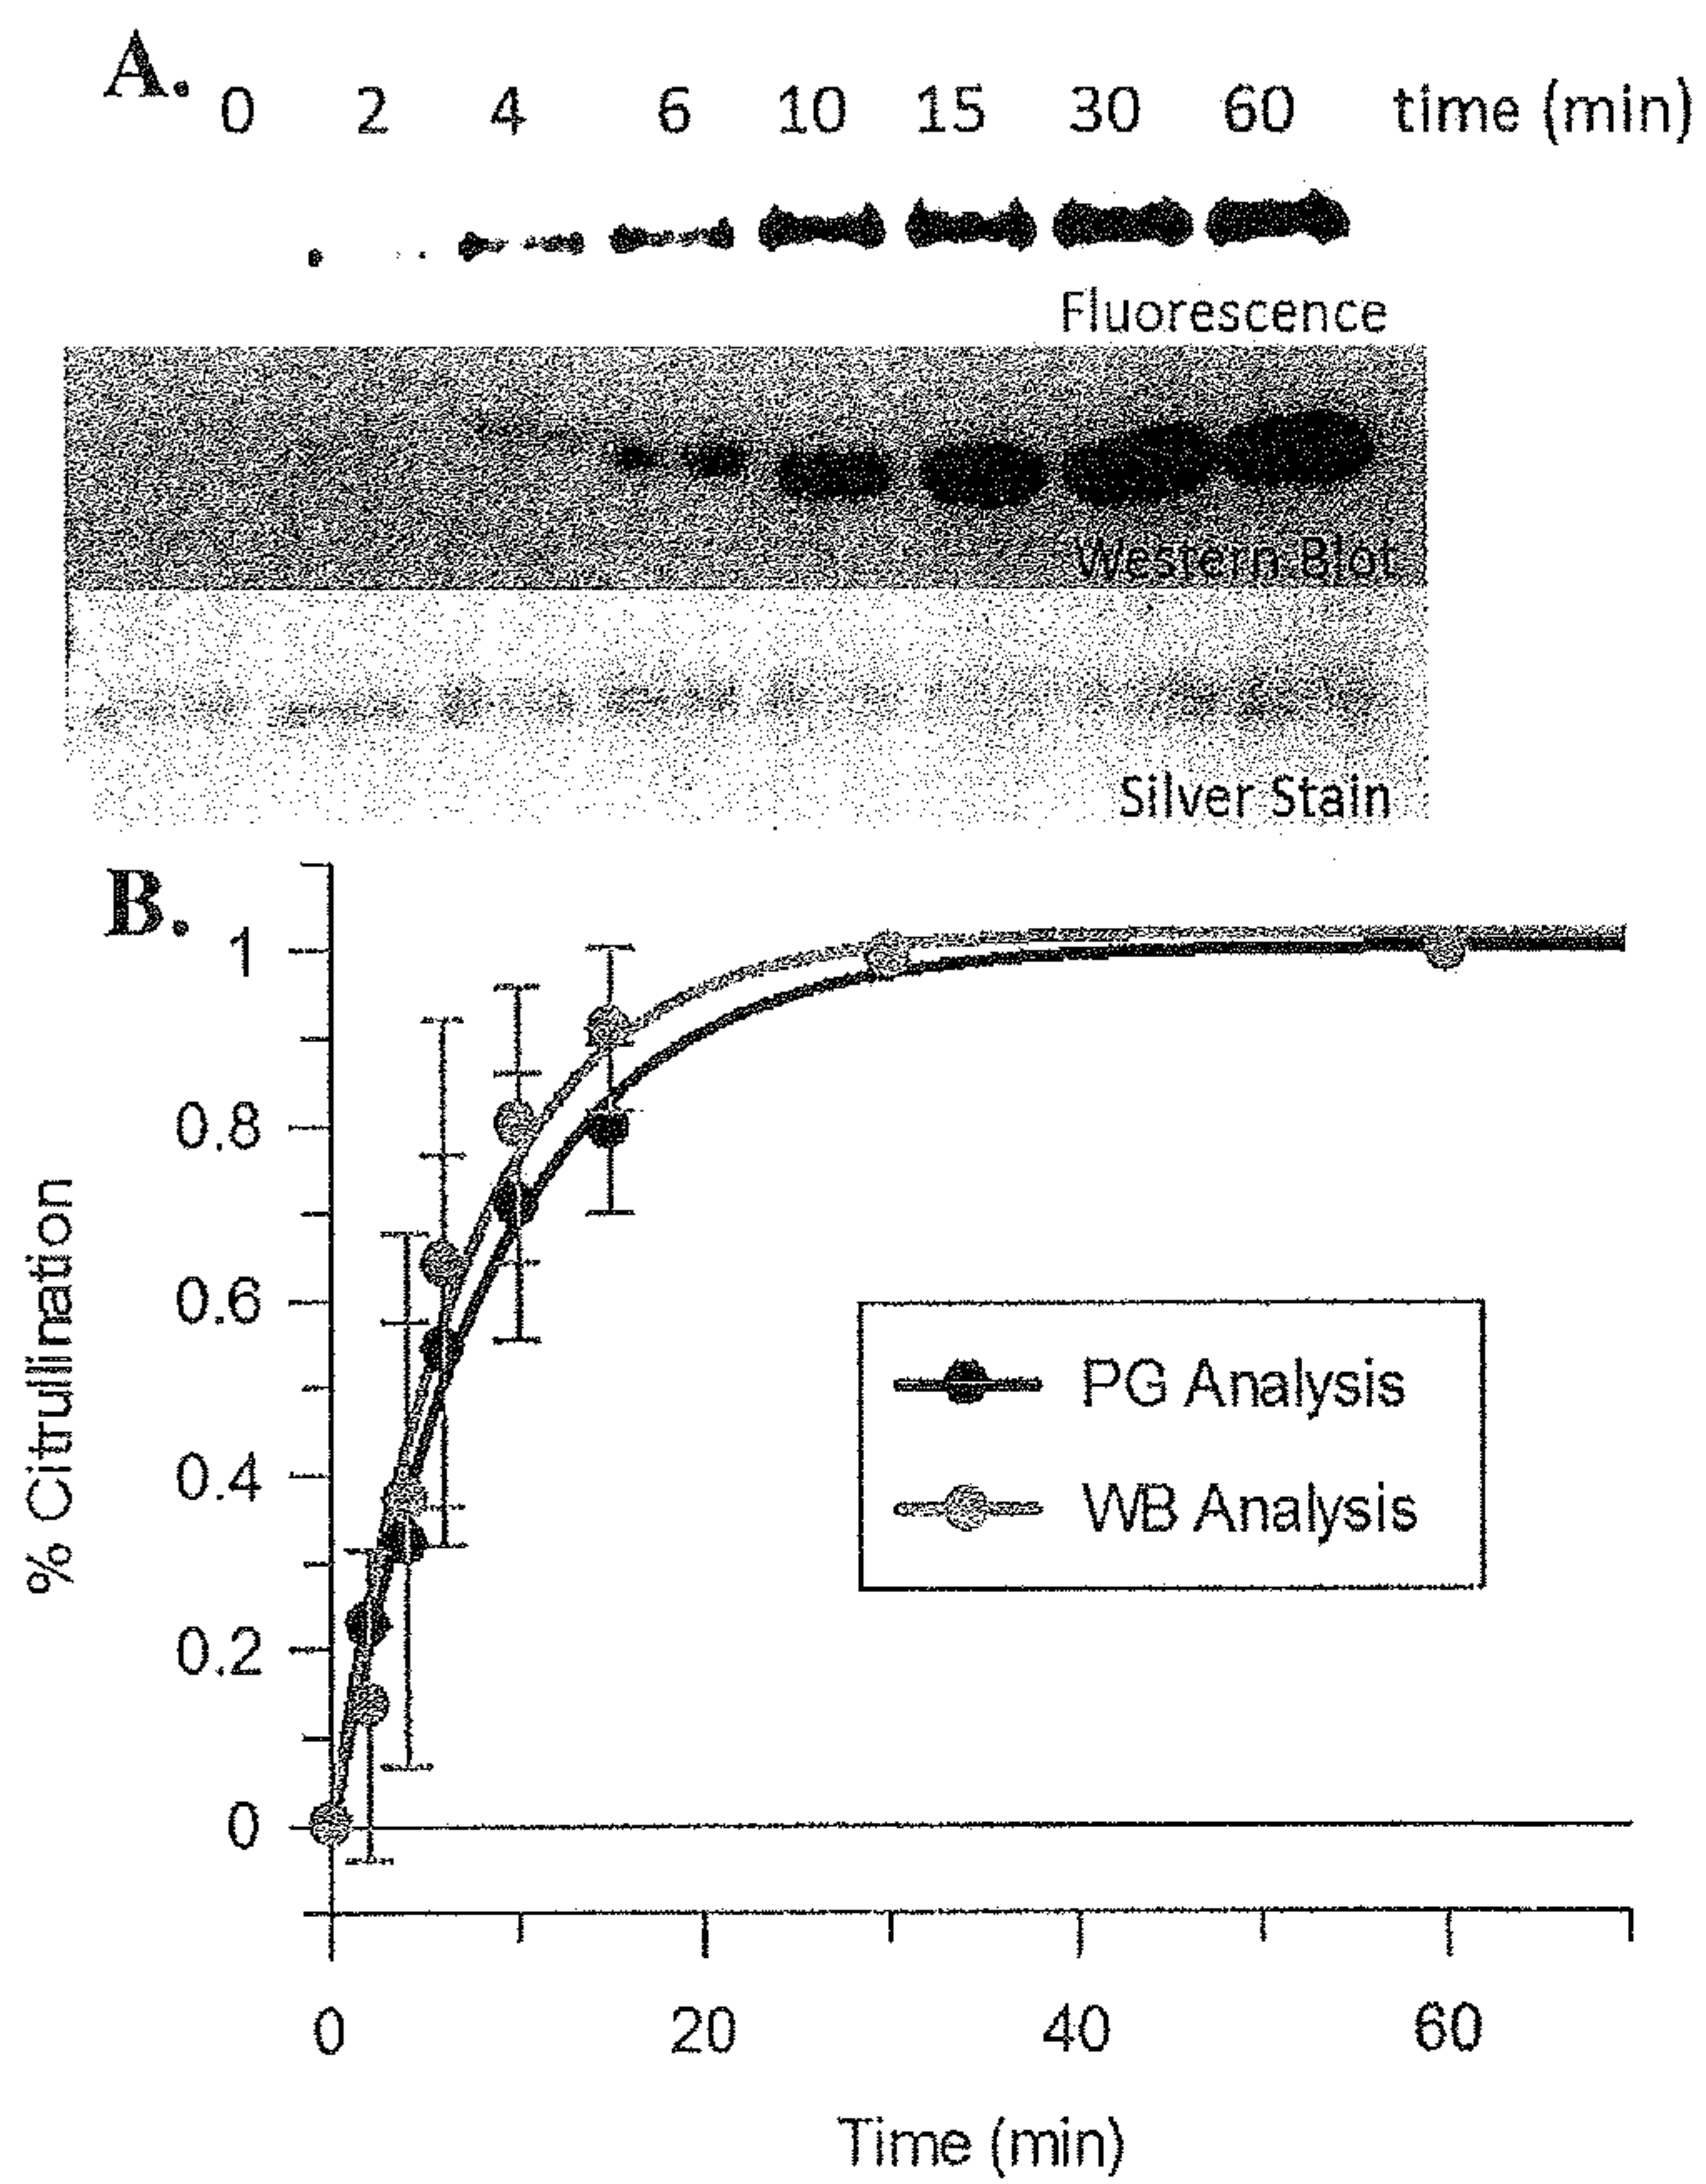 A.
0 2 4 6 10 15 30 60 time (min)
Fluorescence
Western Blot
Silver Stain
B.
1
0.8
0.6
0.4
0.2
0
% Citrullination
PG Analysis
WB Analysis
0 20 40 60
Time (min)